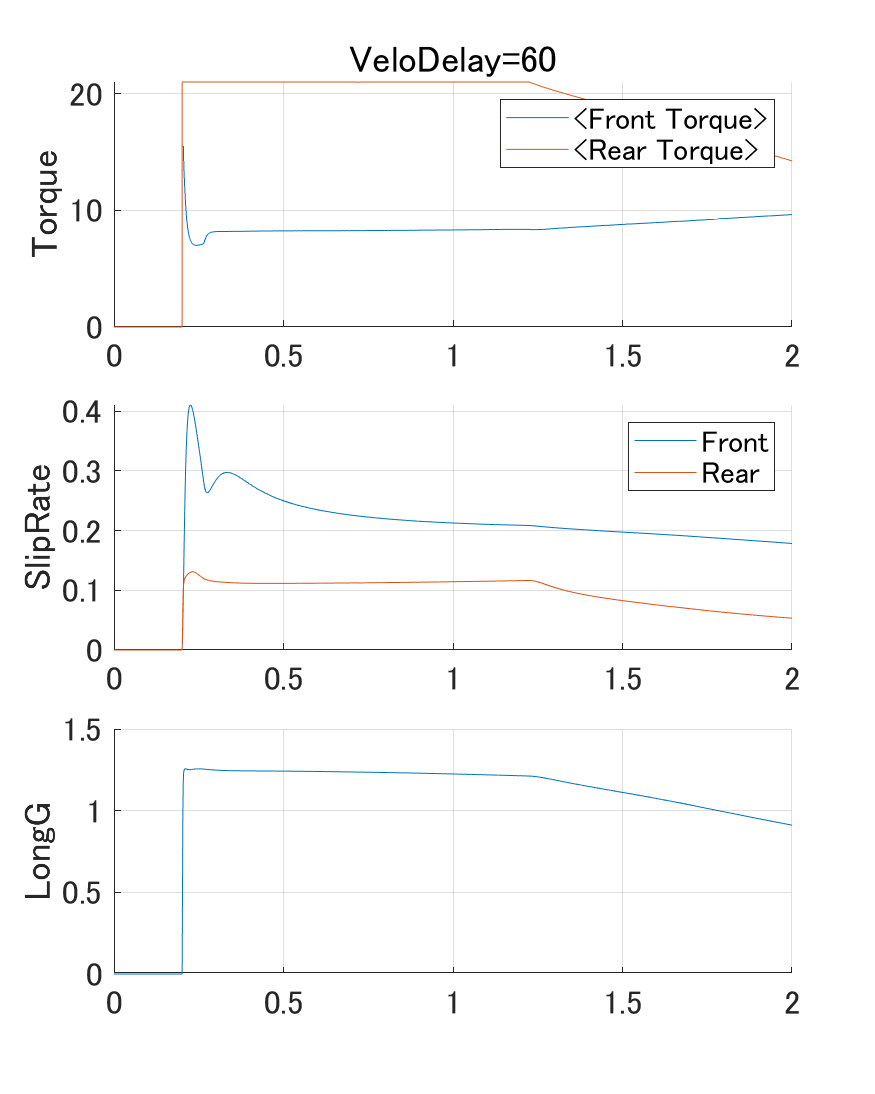 VeloDelay=60
Torque
20
10
0
<Front Torque>
<Rear Torque>
0 0.5 1 1.5 2
SlipRate
0.4
0.3
0.2
0.1
0
Front
Rear
0 0.5 1 1.5 2
LongG
1.5
1
0.5
0
0 0.5 1 1.5 2